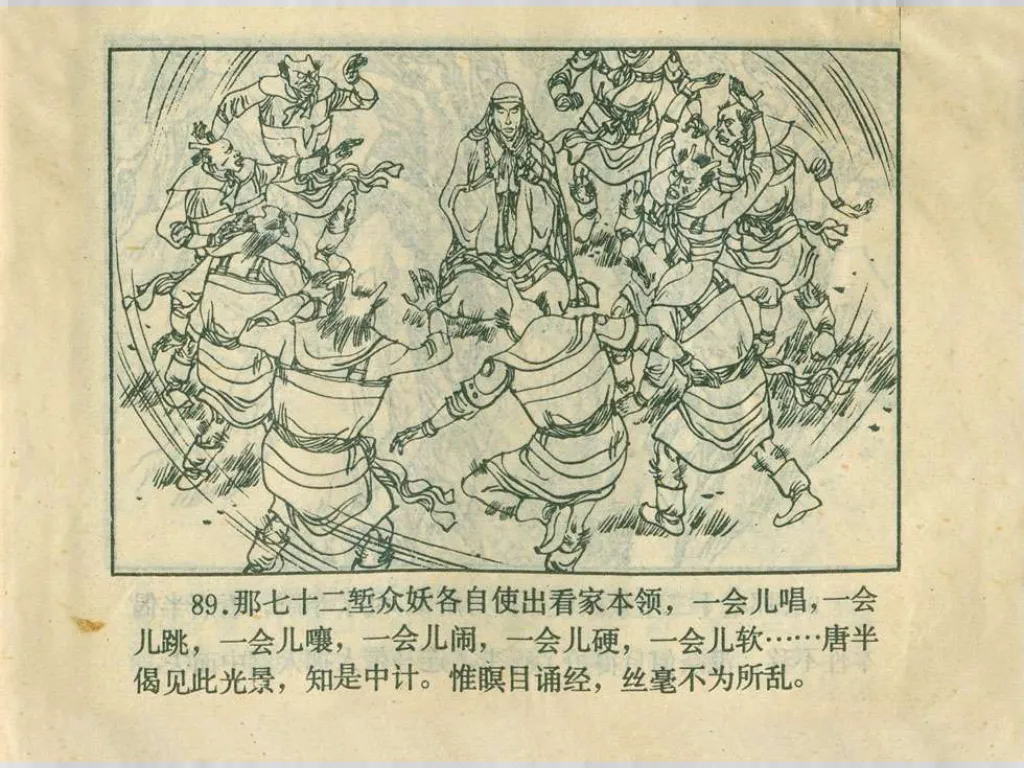 89.那七十二堑众妖各自使出看家本领，一会儿唱，一会
儿跳，一会儿嚷，一会儿闹，一会儿硬，一会儿软……唐半
偈见此光景，知是中计。惟瞑目诵经，丝毫不为所乱。